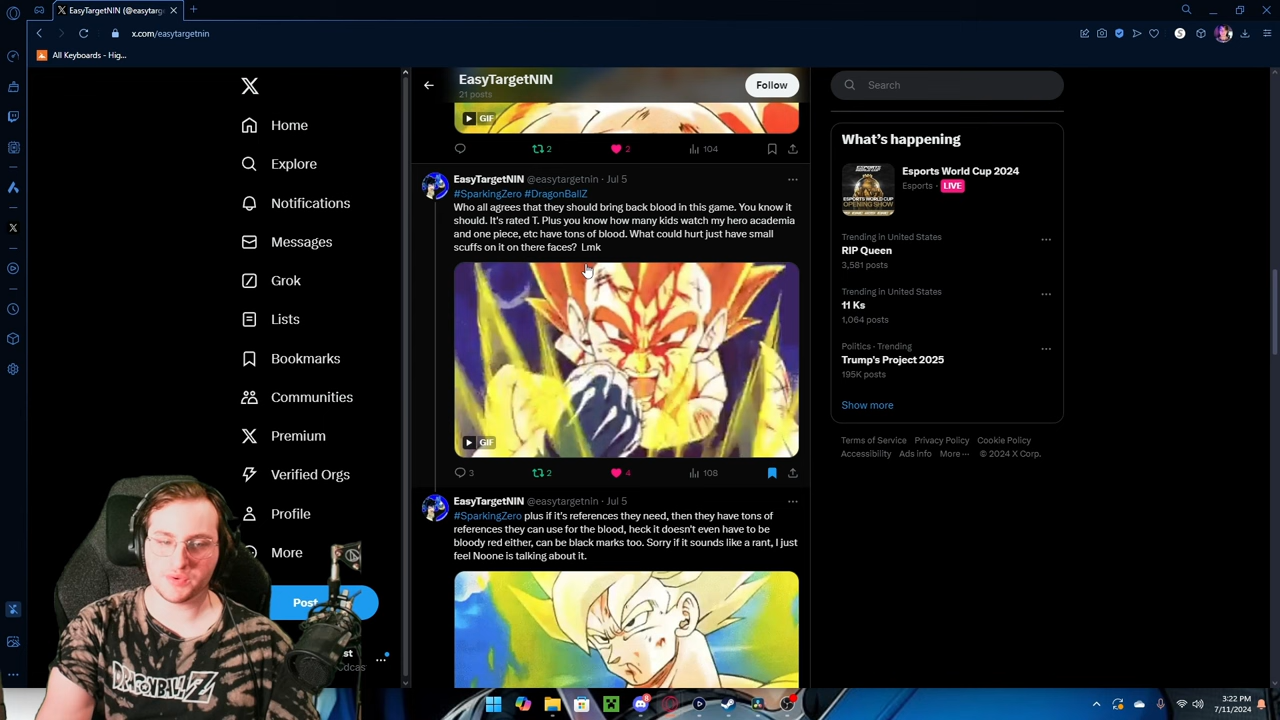 X (1) EasyTargetNIN (@easytarg
x.com/easytargetnin
All Keyboards - Hig...
Home
Explore
Notifications
Messages
Grok
Lists
Bookmarks
Communities
Premium
Verified Orgs
Profile
More
Post
EasyTargetNIN
21 posts
Follow
GIF
2
2
104
EasyTargetNIN @easytargetnin · Jul 5
#SparkingZero #DragonBallZ
Who all agrees that they should bring back blood in this game. You know it
should. It's rated T. Plus you know how many kids watch my hero academia
and one piece, etc have tons of blood. What could hurt just have small
scuffs on it on there faces? Lmk
GIF
3
2
4
108
EasyTargetNIN @easytargetnin · Jul 5
#SparkingZero plus if it's references they need, then they have tons of
references they can use for the blood, heck it doesn't even have to be
bloody red either, can be black marks too. Sorry if it sounds like a rant, I just
feel Noone is talking about it.
Search
What's happening
Esports World Cup 2024
Esports · LIVE
ESPORTS WORLD CUP
OPENING SHOW
Trending in United States
RIP Queen
3,581 posts
Trending in United States
11 Ks
1,064 posts
Politics · Trending
Trump's Project 2025
195K posts
Show more
Terms of Service Privacy Policy Cookie Policy
Accessibility Ads info More ··· © 2024 X Corp.
DRAGONBALL Z
3:22 PM
7/11/2024